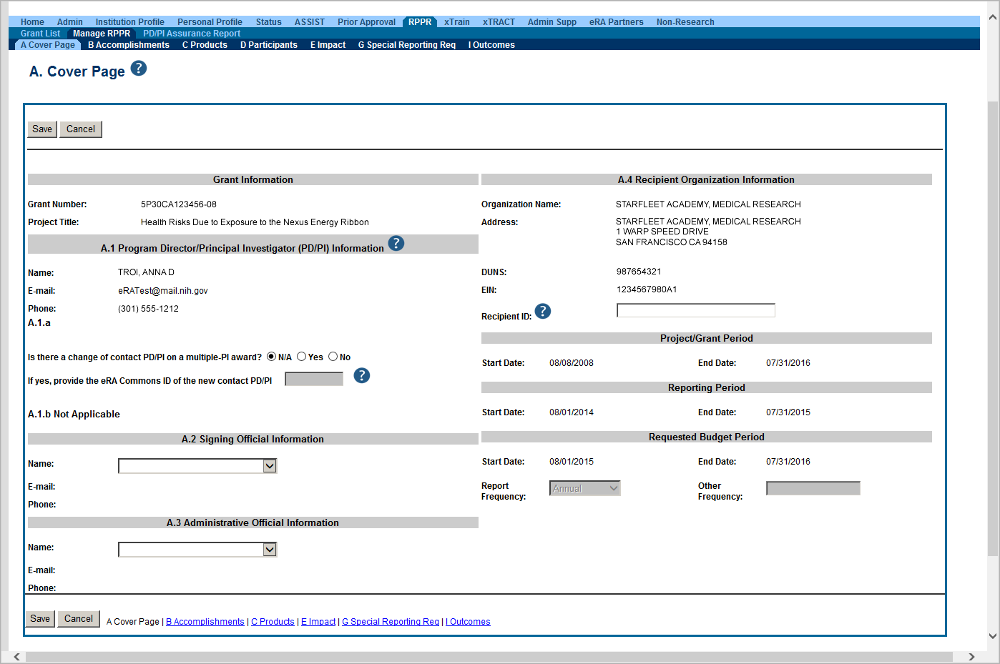 Home Admin Institution Profile Personal Profile Status ASSIST Prior Approval RPPR xTrain xTRACT Admin Supp eRA Partners Non-Research
Grant List Manage RPPR PD/PI Assurance Report
A Cover Page B Accomplishments C Products D Participants E Impact G Special Reporting Req I Outcomes
A. Cover Page ?
Save Cancel
Grant Information
Grant Number: 5P30CA123456-08
Project Title: Health Risks Due to Exposure to the Nexus Energy Ribbon
A.1 Program Director/Principal Investigator (PD/PI) Information ?
Name: TROI, ANNA D
E-mail: eRATest@mail.nih.gov
Phone: (301) 555-1212
A.1.a
Is there a change of contact PD/PI on a multiple-PI award? N/A Yes No
If yes, provide the eRA Commons ID of the new contact PD/PI ?
A.1.b Not Applicable
A.2 Signing Official Information
Name:
E-mail:
Phone:
A.3 Administrative Official Information
Name:
E-mail:
Phone:
A.4 Recipient Organization Information
Organization Name: STARFLEET ACADEMY, MEDICAL RESEARCH
Address: STARFLEET ACADEMY, MEDICAL RESEARCH
1 WARP SPEED DRIVE
SAN FRANCISCO CA 94158
DUNS: 987654321
EIN: 1234567980A1
Recipient ID: ?
Project/Grant Period
Start Date: 08/08/2008 End Date: 07/31/2016
Reporting Period
Start Date: 08/01/2014 End Date: 07/31/2015
Requested Budget Period
Start Date: 08/01/2015 End Date: 07/31/2016
Report Frequency: Annual Other Frequency:
Save Cancel A Cover Page | B Accomplishments | C Products | E Impact | G Special Reporting Req | I Outcomes